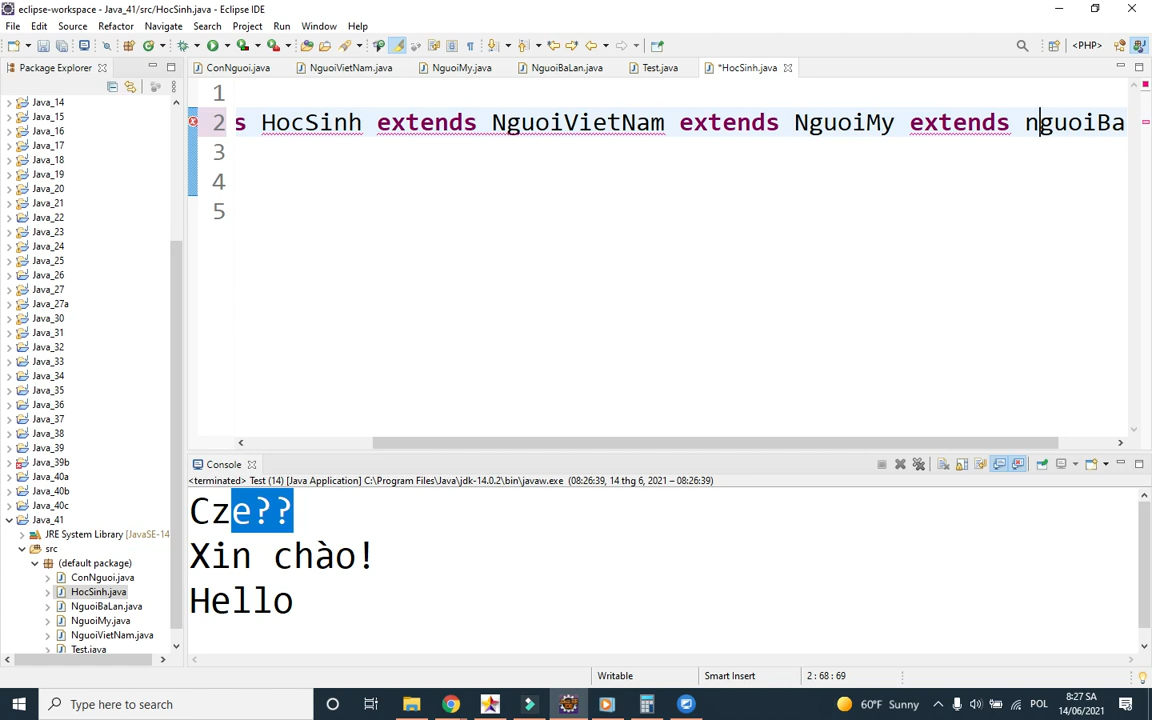 eclipse-workspace - Java_41/src/HocSinh.java - Eclipse IDE
File Edit Source Refactor Navigate Search Project Run Window Help
<PHP>
Package Explorer
ConNguoi.java NguoiVietNam.java NguoiMy.java NguoiBaLan.java Test.java *HocSinh.java
Java_14
Java_15
Java_16
Java_17
Java_18
Java_19
Java_20
Java_21
Java_22
Java_23
Java_24
Java_25
Java_26
Java_27
Java_27a
Java_30
Java_31
Java_32
Java_33
Java_34
Java_35
Java_36
Java_37
Java_38
Java_39
Java_39b
Java_40a
Java_40b
Java_40c
Java_41
JRE System Library [JavaSE-14
src
(default package)
ConNguoi.java
HocSinh.java
NguoiBaLan.java
NguoiMy.java
NguoiVietNam.java
Test.java
1
2 s HocSinh extends NguoiVietNam extends NguoiMy extends nguoiBa
3
4
5
Console
<terminated> Test (14) [Java Application] C:\Program Files\Java\jdk-14.0.2\bin\javaw.exe (08:26:39, 14 thg 6, 2021 – 08:26:39)
Cze??
Xin chào!
Hello
Writable Smart Insert 2 : 68 : 69
Type here to search
60°F Sunny POL 8:27 SA
14/06/2021